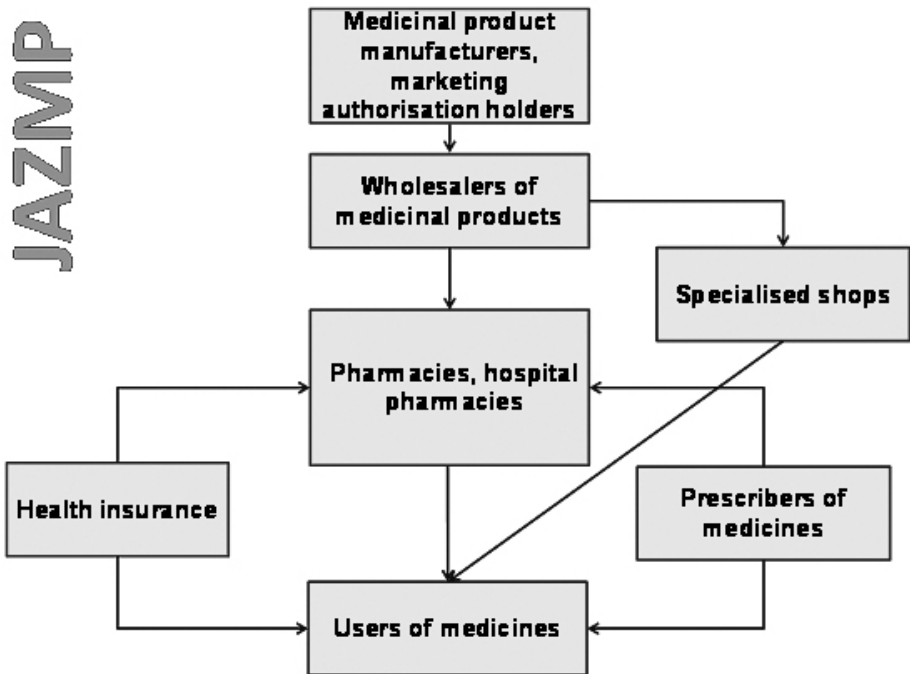 JAZMP
Medicinal product
manufacturers,
marketing
authorisation holders
Wholesalers of
medicinal products
Specialised shops
Pharmacies, hospital
pharmacies
Health insurance
Prescribers of
medicines
Users of medicines